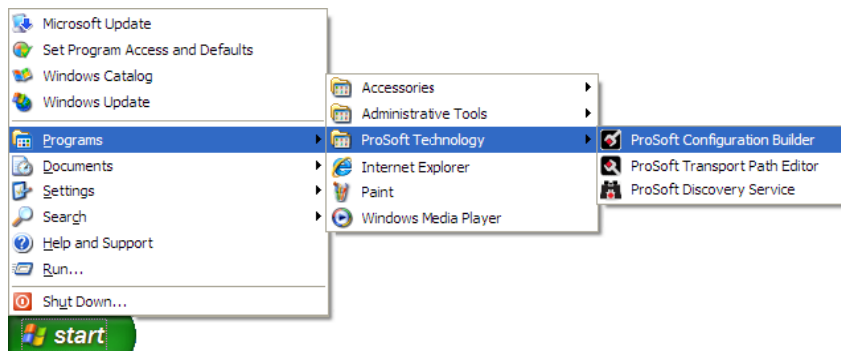 Microsoft Update
Set Program Access and Defaults
Windows Catalog
Windows Update
Programs
Documents
Settings
Search
Help and Support
Run...
Shut Down...
start
Accessories
Administrative Tools
ProSoft Technology
Internet Explorer
Paint
Windows Media Player
ProSoft Configuration Builder
ProSoft Transport Path Editor
ProSoft Discovery Service